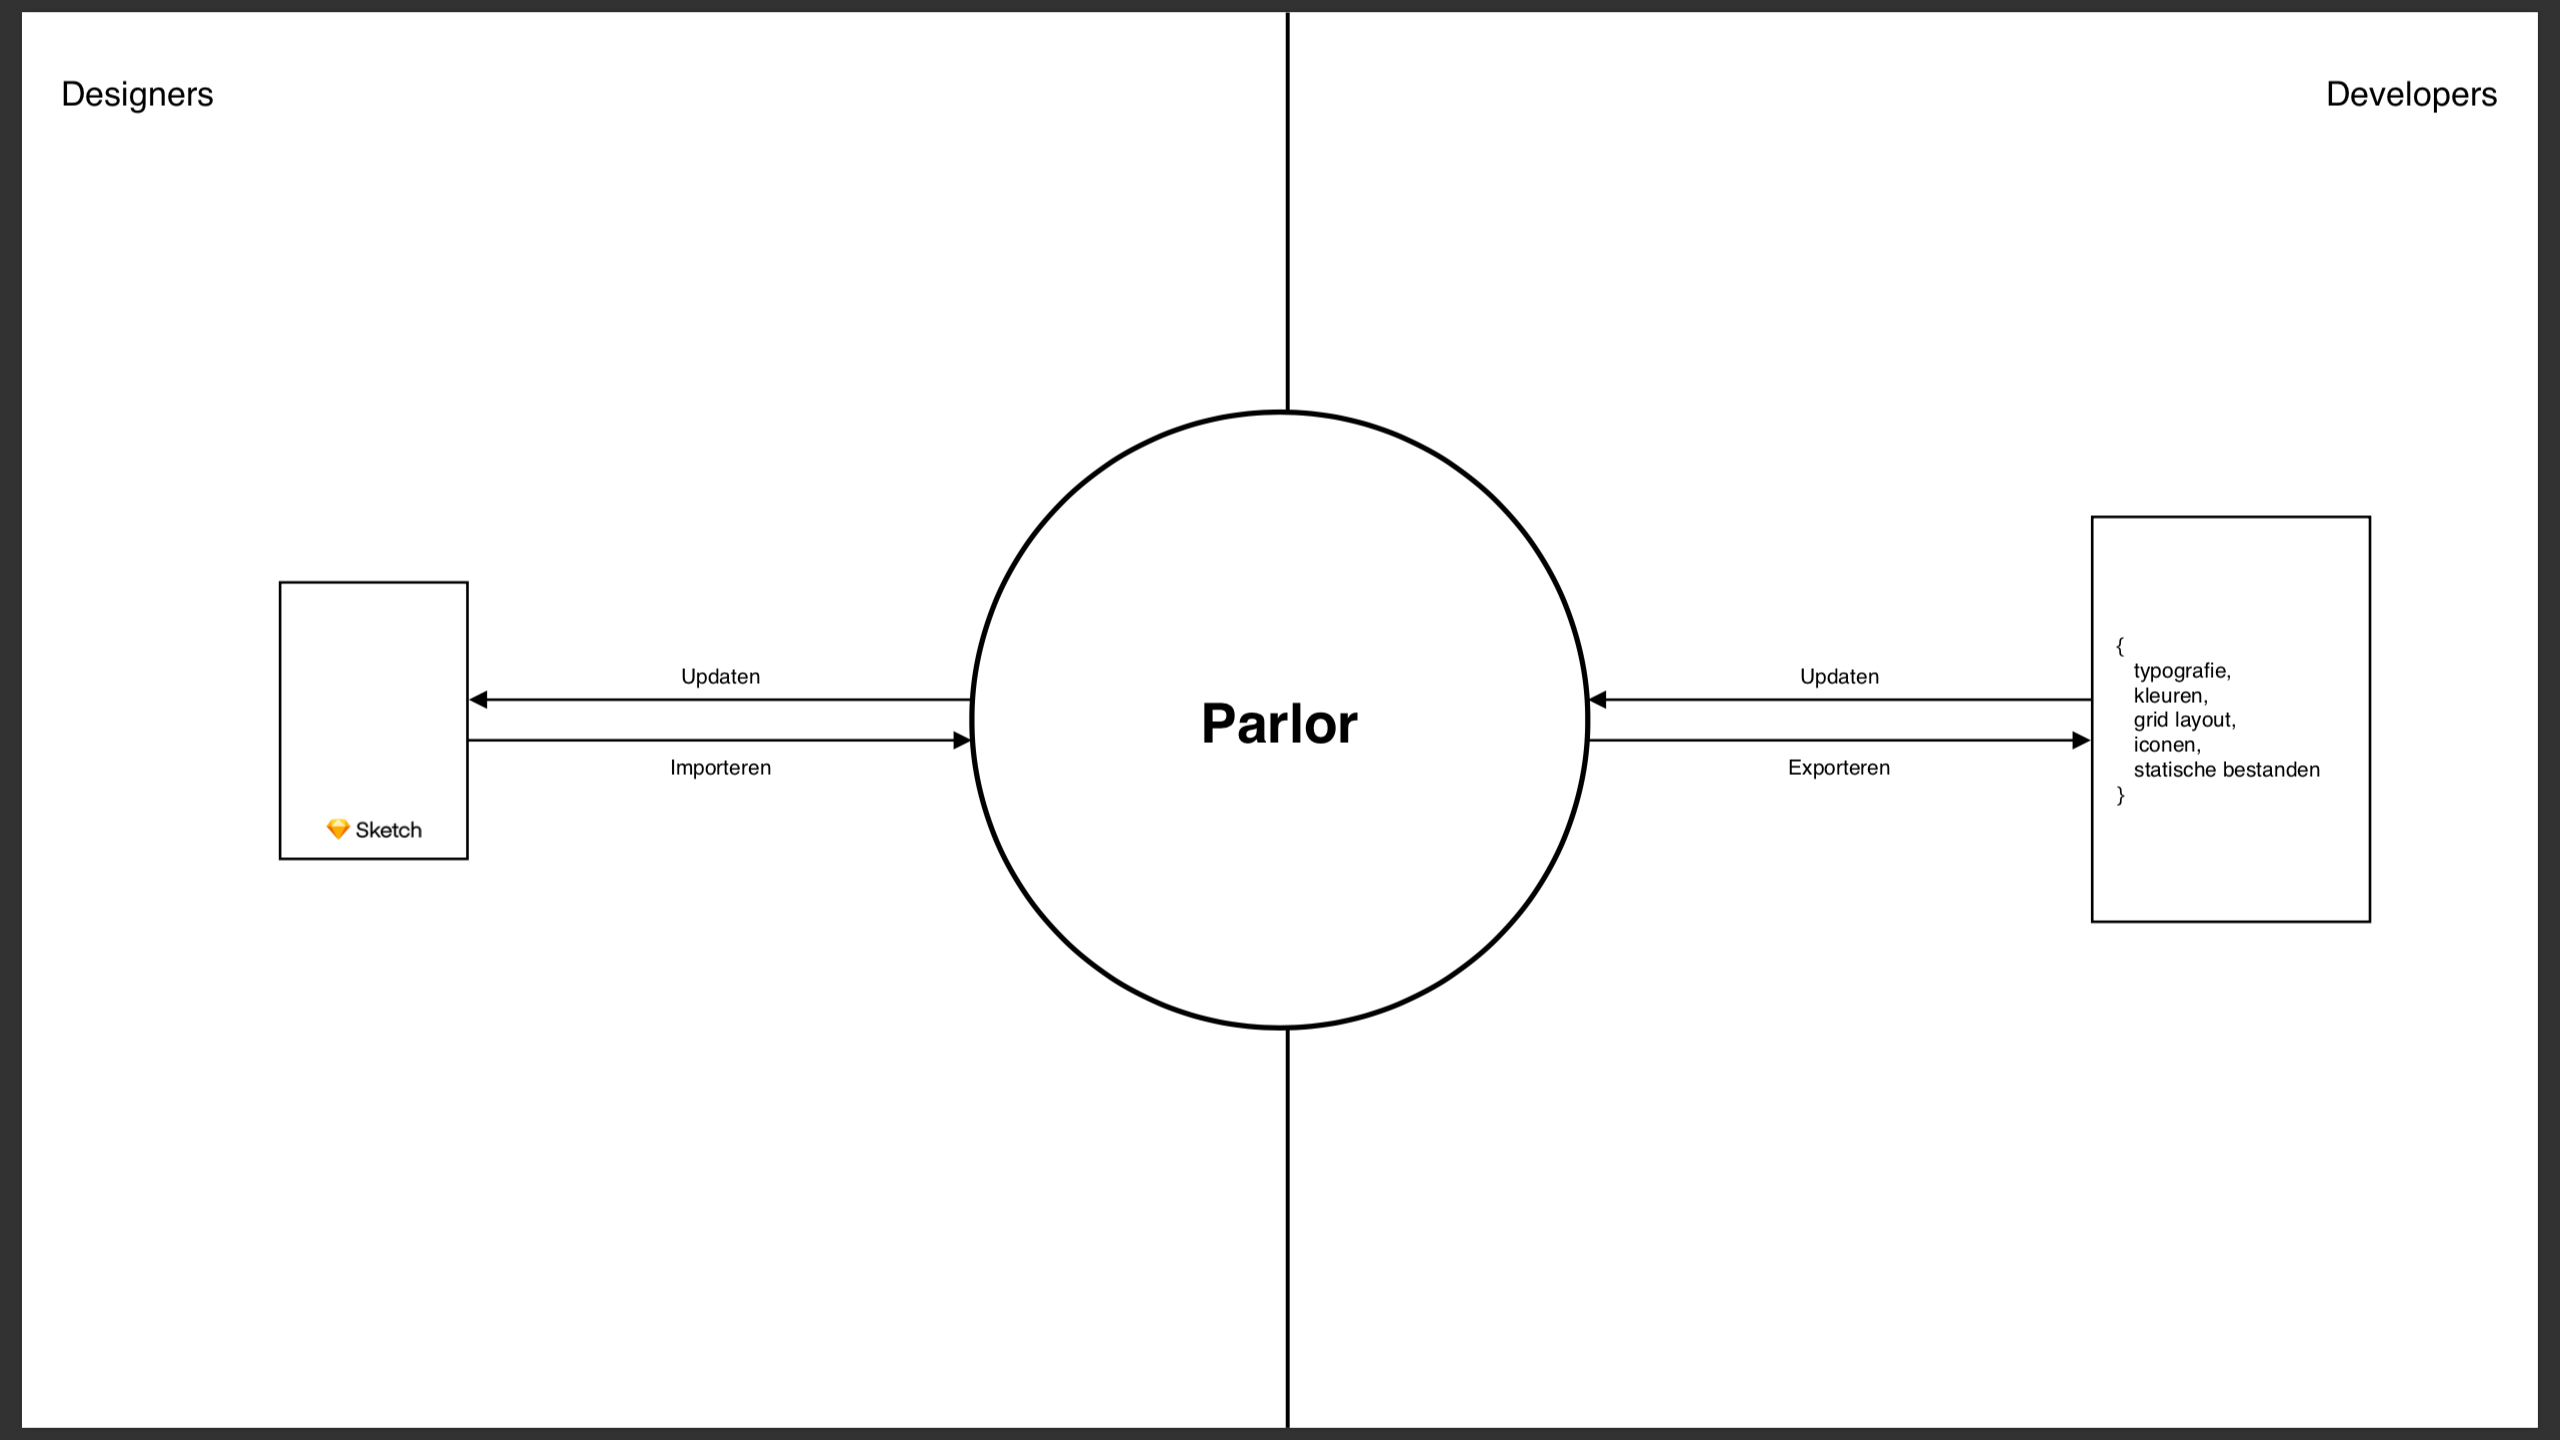 Designers
Developers
Updaten
Importeren
Sketch
Parlor
Updaten
Exporteren
{
typografie,
kleuren,
grid layout,
iconen,
statische bestanden
}